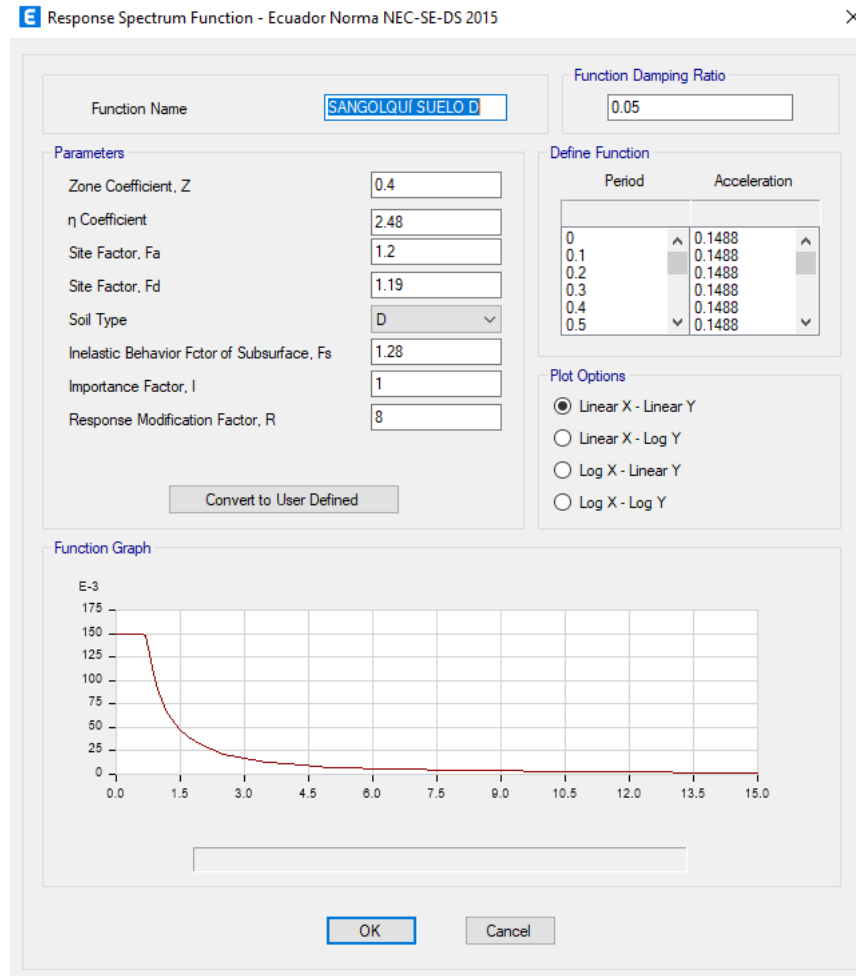 E Response Spectrum Function - Ecuador Norma NEC-SE-DS 2015
Function Name
SANGOLQUÍ SUELO D
Function Damping Ratio
0.05
Parameters
Zone Coefficient, Z
0.4
η Coefficient
2.48
Site Factor, Fa
1.2
Site Factor, Fd
1.19
Soil Type
D
Inelastic Behavior Fctor of Subsurface, Fs
1.28
Importance Factor, I
1
Response Modification Factor, R
8
Convert to User Defined
Define Function
Period Acceleration
0 0.1488
0.1 0.1488
0.2 0.1488
0.3 0.1488
0.4 0.1488
0.5 0.1488
Plot Options
Linear X - Linear Y
Linear X - Log Y
Log X - Linear Y
Log X - Log Y
Function Graph
E-3
175
150
125
100
75
50
25
0
0.0 1.5 3.0 4.5 6.0 7.5 9.0 10.5 12.0 13.5 15.0
OK Cancel